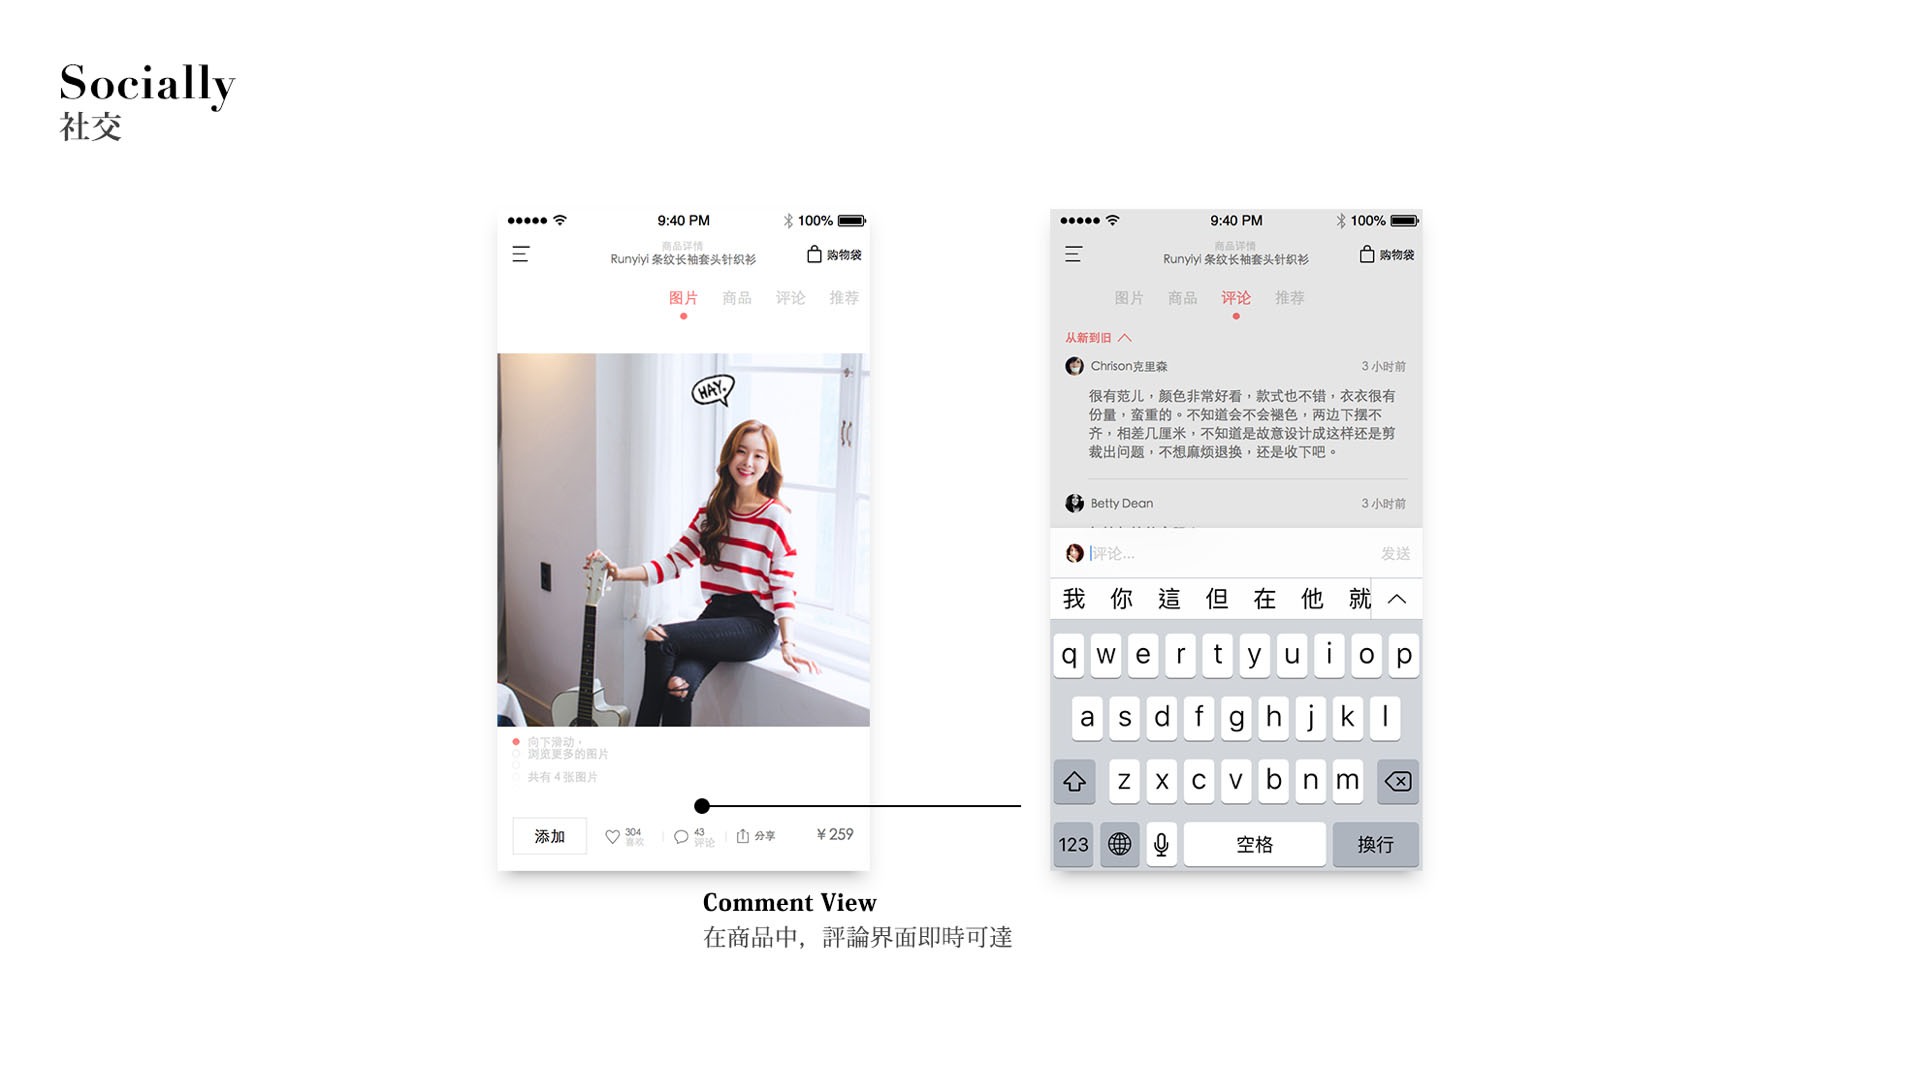 Socially
社交
9:40 PM
100%
商品详情
Runyiyi 条纹长袖套头针织衫
购物袋
图片 商品 评论 推荐
HAY.
向下滑动，
浏览更多的图片
共有 4 张图片
添加
304
喜欢
43
评论
分享
¥ 259
Comment View
在商品中，評論界面即時可達
9:40 PM
100%
商品详情
Runyiyi 条纹长袖套头针织衫
购物袋
图片 商品 评论 推荐
从新到旧
Chrison克里森
3 小时前
很有范儿，颜色非常好看，款式也不错，衣衣很有
份量，蛮重的。不知道会不会褪色，两边下摆不
齐，相差几厘米，不知道是故意设计成这样还是剪
裁出问题，不想麻烦退换，还是收下吧。
Betty Dean
3 小时前
评论...
发送
我 你 這 但 在 他 就
q w e r t y u i o p
a s d f g h j k l
z x c v b n m
123
空格
換行